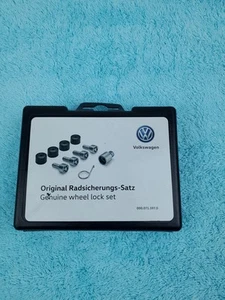 Volkswagen
Original Radsicherungs-Satz
Genuine wheel lock set